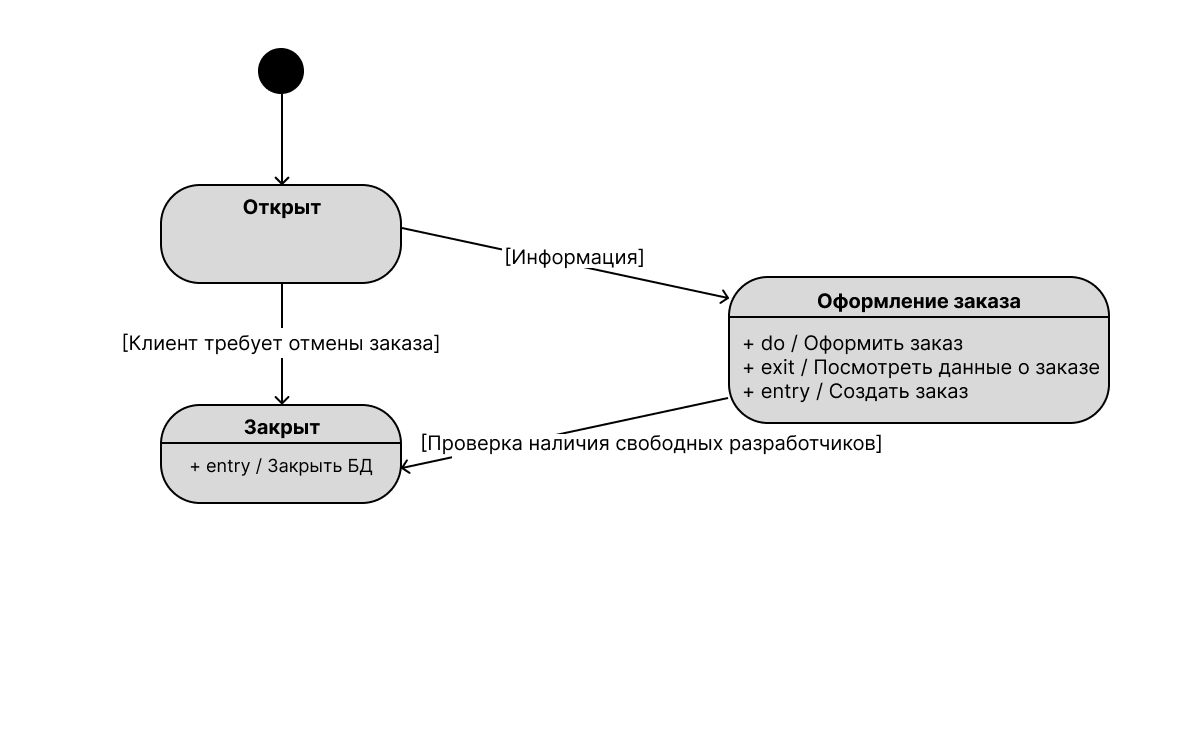 Открыт
[Информация]
Оформление заказа
+ do / Оформить заказ
+ exit / Посмотреть данные о заказе
+ entry / Создать заказ
[Клиент требует отмены заказа]
Закрыт
+ entry / Закрыть БД
[Проверка наличия свободных разработчиков]